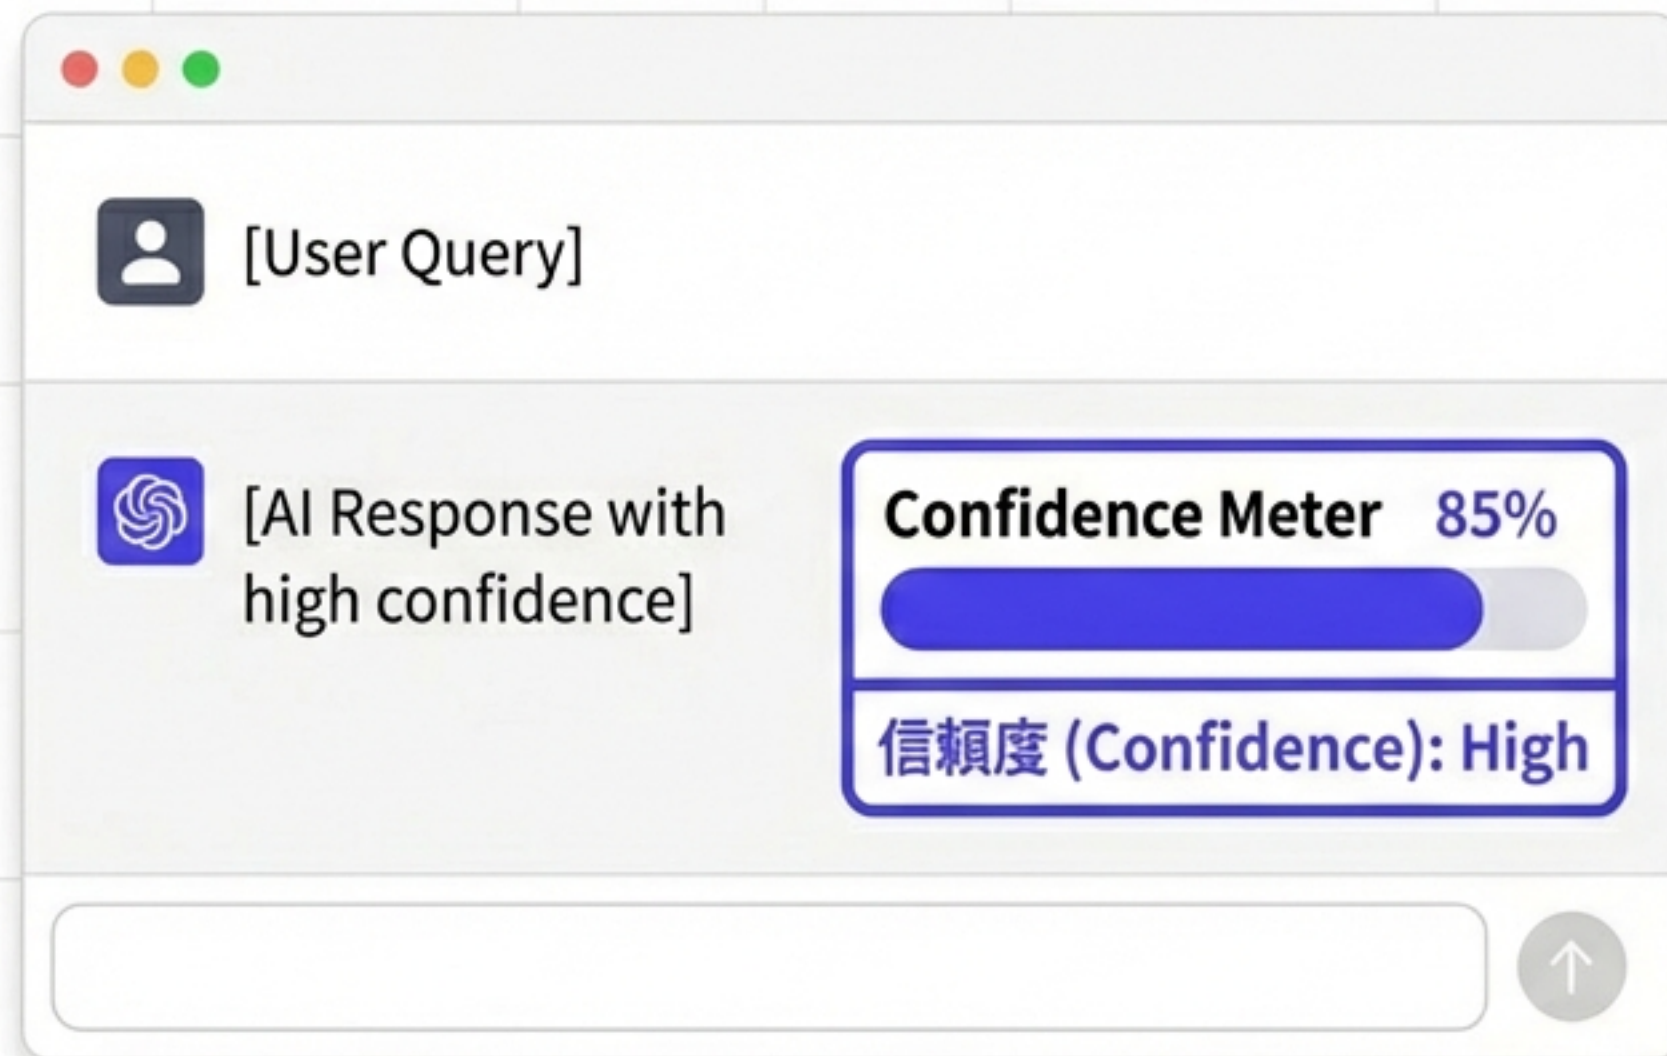 [User Query]
[AI Response with
high confidence]
Confidence Meter 85%
信頼度 (Confidence): High